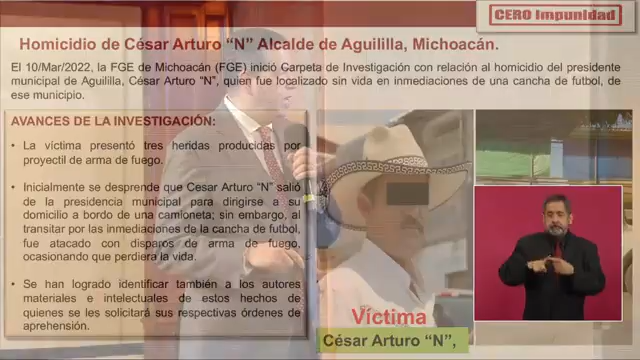 CERO Impunidad
Homicidio de César Arturo “N” Alcalde de Aguililla, Michoacán.
El 10/Mar/2022, la FGE de Michoacán (FGE) inició Carpeta de Investigación con relación al homicidio del presidente
municipal de Aguililla, César Arturo “N”, quien fue localizado sin vida en inmediaciones de una cancha de futbol, de
ese municipio.
AVANCES DE LA INVESTIGACIÓN:
• La víctima presentó tres heridas producidas por
proyectil de arma de fuego.
• Inicialmente se desprende que Cesar Arturo “N” salió
de la presidencia municipal para dirigirse a su
domicilio a bordo de una camioneta; sin embargo, al
transitar por las inmediaciones de la cancha de futbol,
fue atacado con disparos de arma de fuego,
ocasionando que perdiera la vida.
• Se han logrado identificar también a los autores
materiales e intelectuales de estos hechos de
quienes se les solicitará sus respectivas órdenes de
aprehensión.
Víctima
César Arturo “N”,